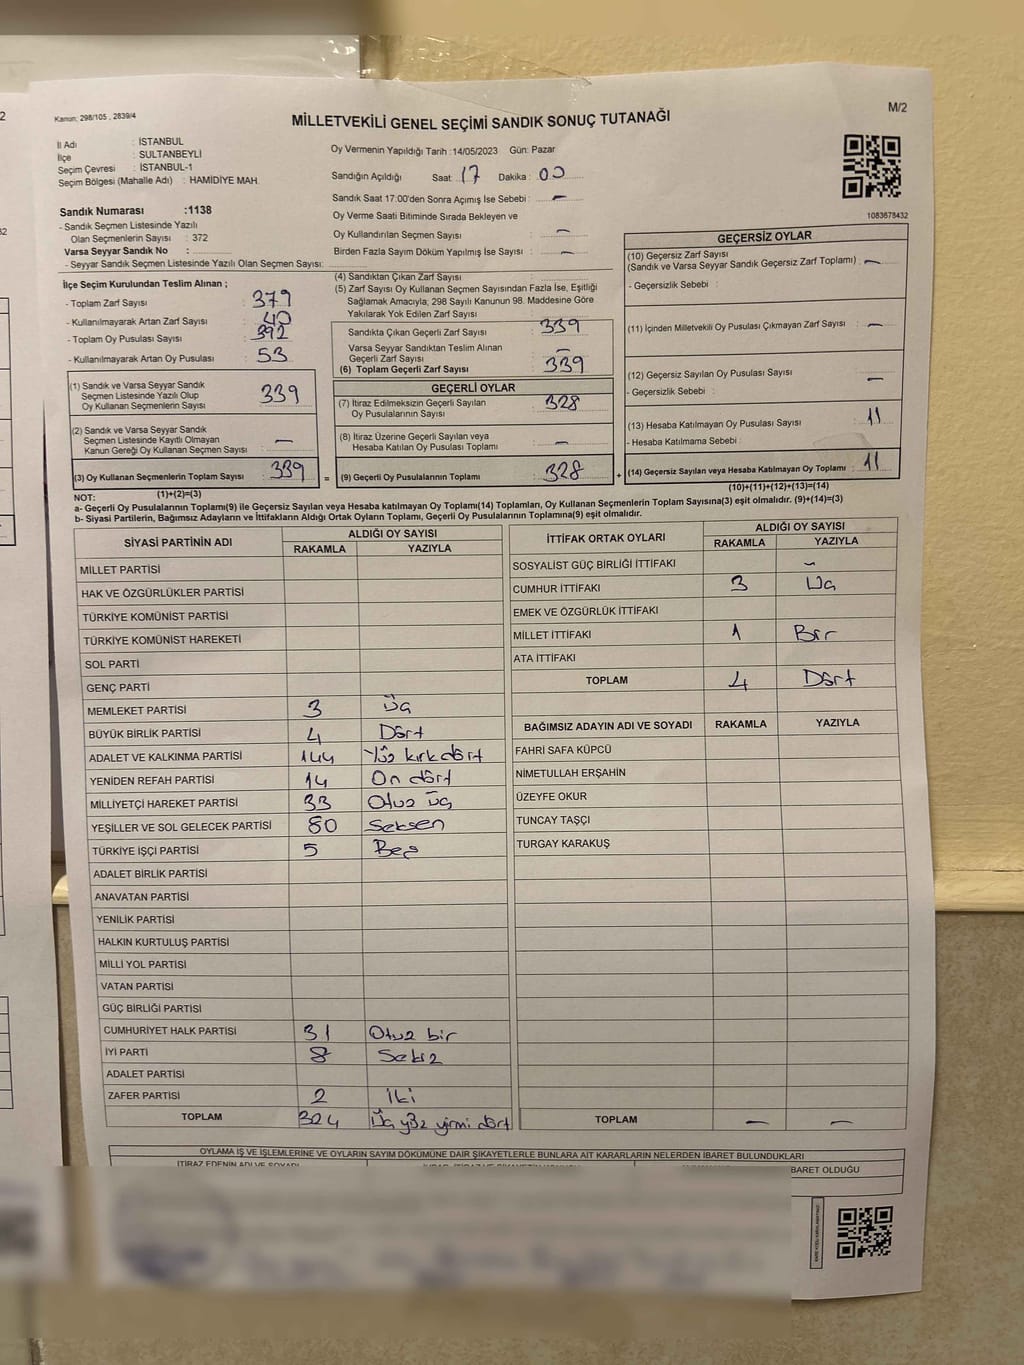 Kanun: 298/105 , 2839/4
M/2
MİLLETVEKİLİ GENEL SEÇİMİ SANDIK SONUÇ TUTANAĞI
İl Adı : İSTANBUL
İlçe : SULTANBEYLİ
Seçim Çevresi : İSTANBUL-1
Seçim Bölgesi (Mahalle Adı) : HAMİDİYE MAH.
Oy Vermenin Yapıldığı Tarih :14/05/2023 Gün: Pazar
Sandığın Açıldığı Saat :17 Dakika : 00
Sandık Saat 17.00'den Sonra Açımış İse Sebebi : –
Oy Verme Saati Bitiminde Sırada Bekleyen ve
Oy Kullandırılan Seçmen Sayısı : –
Birden Fazla Sayım Döküm Yapılmış İse Sayısı : –
1083678432
Sandık Numarası :1138
- Sandık Seçmen Listesinde Yazılı
Olan Seçmenlerin Sayısı : 372
Varsa Seyyar Sandık No :
- Seyyar Sandık Seçmen Listesinde Yazılı Olan Seçmen Sayısı:
İlçe Seçim Kurulundan Teslim Alınan ;
- Toplam Zarf Sayısı : 379
- Kullanılmayarak Artan Zarf Sayısı : 40
- Toplam Oy Pusulası Sayısı : 392
- Kullanılmayarak Artan Oy Pusulası : 53
(1) Sandık ve Varsa Seyyar Sandık
Seçmen Listesinde Yazılı Olup
Oy Kullanan Seçmenlerin Sayısı : 339
(2) Sandık ve Varsa Seyyar Sandık
Seçmen Listesinde Kayıtlı Olmayan
Kanun Gereği Oy Kullanan Seçmen Sayısı : –
(3) Oy Kullanan Seçmenlerin Toplam Sayısı : 339
(1)+(2)=(3)
(4) Sandıktan Çıkan Zarf Sayısı :
(5) Zarf Sayısı Oy Kullanan Seçmen Sayısından Fazla İse, Eşitliği
Sağlamak Amacıyla; 298 Sayılı Kanunun 98. Maddesine Göre
Yakılarak Yok Edilen Zarf Sayısı :
Sandıkta Çıkan Geçerli Zarf Sayısı : 339
Varsa Seyyar Sandıktan Teslim Alınan
Geçerli Zarf Sayısı : –
(6) Toplam Geçerli Zarf Sayısı : 339
GEÇERLİ OYLAR
(7) İtiraz Edilmeksizin Geçerli Sayılan
Oy Pusulalarının Sayısı : 328
(8) İtiraz Üzerine Geçerli Sayılan veya
Hesaba Katılan Oy Pusulaları Toplamı : –
= (9) Geçerli Oy Pusulalarının Toplamı : 328 +
GEÇERSİZ OYLAR
(10) Geçersiz Zarf Sayısı
(Sandık ve Varsa Seyyar Sandık Geçersiz Zarf Toplamı) : –
- Geçersizlik Sebebi :
(11) İçinden Milletvekili Oy Pusulası Çıkmayan Zarf Sayısı : –
(12) Geçersiz Sayılan Oy Pusulası Sayısı : –
- Geçersizlik Sebebi :
(13) Hesaba Katılmayan Oy Pusulası Sayısı : 11
- Hesaba Katılmama Sebebi :
(14) Geçersiz Sayılan veya Hesaba Katılmayan Oy Toplamı : 11
(10)+(11)+(12)+(13)=(14)
NOT:
a- Geçerli Oy Pusulalarının Toplamı(9) ile Geçersiz Sayılan veya Hesaba katılmayan Oy Toplamı(14) Toplamları, Oy Kullanan Seçmenlerin Toplam Sayısına(3) eşit olmalıdır. (9)+(14)=(3)
b- Siyasi Partilerin, Bağımsız Adayların ve İttifakların Aldığı Ortak Oyların Toplamı, Geçerli Oy Pusulalarının Toplamına(9) eşit olmalıdır.
SİYASİ PARTİNİN ADI ALDIĞI OY SAYISI
RAKAMLA YAZIYLA
MİLLET PARTİSİ
HAK VE ÖZGÜRLÜKLER PARTİSİ
TÜRKİYE KOMÜNİST PARTİSİ
TÜRKİYE KOMÜNİST HAREKETİ
SOL PARTİ
GENÇ PARTİ
MEMLEKET PARTİSİ 3 Üç
BÜYÜK BİRLİK PARTİSİ 4 Dört
ADALET VE KALKINMA PARTİSİ 144 Yüz kırk dört
YENİDEN REFAH PARTİSİ 14 On dört
MİLLİYETÇİ HAREKET PARTİSİ 33 Otuz üç
YEŞİLLER VE SOL GELECEK PARTİSİ 80 Seksen
TÜRKİYE İŞÇİ PARTİSİ 5 Beş
ADALET BİRLİK PARTİSİ
ANAVATAN PARTİSİ
YENİLİK PARTİSİ
HALKIN KURTULUŞ PARTİSİ
MİLLİ YOL PARTİSİ
VATAN PARTİSİ
GÜÇ BİRLİĞİ PARTİSİ
CUMHURİYET HALK PARTİSİ 31 Otuz bir
İYİ PARTİ 8 Sekiz
ADALET PARTİSİ
ZAFER PARTİSİ 2 İki
TOPLAM 324 Üç yüz yirmi dört
İTTİFAK ORTAK OYLARI ALDIĞI OY SAYISI
RAKAMLA YAZIYLA
SOSYALİST GÜÇ BİRLİĞİ İTTİFAKI –
CUMHUR İTTİFAKI 3 Üç
EMEK VE ÖZGÜRLÜK İTTİFAKI
MİLLET İTTİFAKI 1 Bir
ATA İTTİFAKI
TOPLAM 4 Dört
BAĞIMSIZ ADAYIN ADI VE SOYADI RAKAMLA YAZIYLA
FAHRİ SAFA KÜPCÜ
NİMETULLAH ERŞAHİN
ÜZEYFE OKUR
TUNCAY TAŞÇI
TURGAY KARAKUŞ
TOPLAM – –
OYLAMA İŞ VE İŞLEMLERİNE VE OYLARIN SAYIM DÖKÜMÜNE DAİR ŞİKAYETLERLE BUNLARA AİT KARARLARIN NELERDEN İBARET BULUNDUKLARI
İTİRAZ EDENİN ADI VE SOYADI
İBARET OLDUĞU